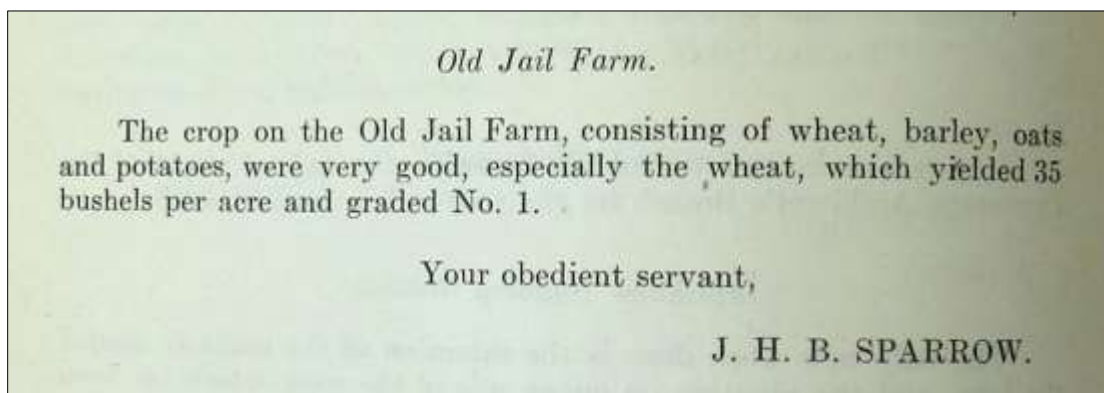 Old Jail Farm.
The crop on the Old Jail Farm, consisting of wheat, barley, oats
and potatoes, were very good, especially the wheat, which yielded 35
bushels per acre and graded No. 1.
Your obedient servant,
J. H. B. SPARROW.